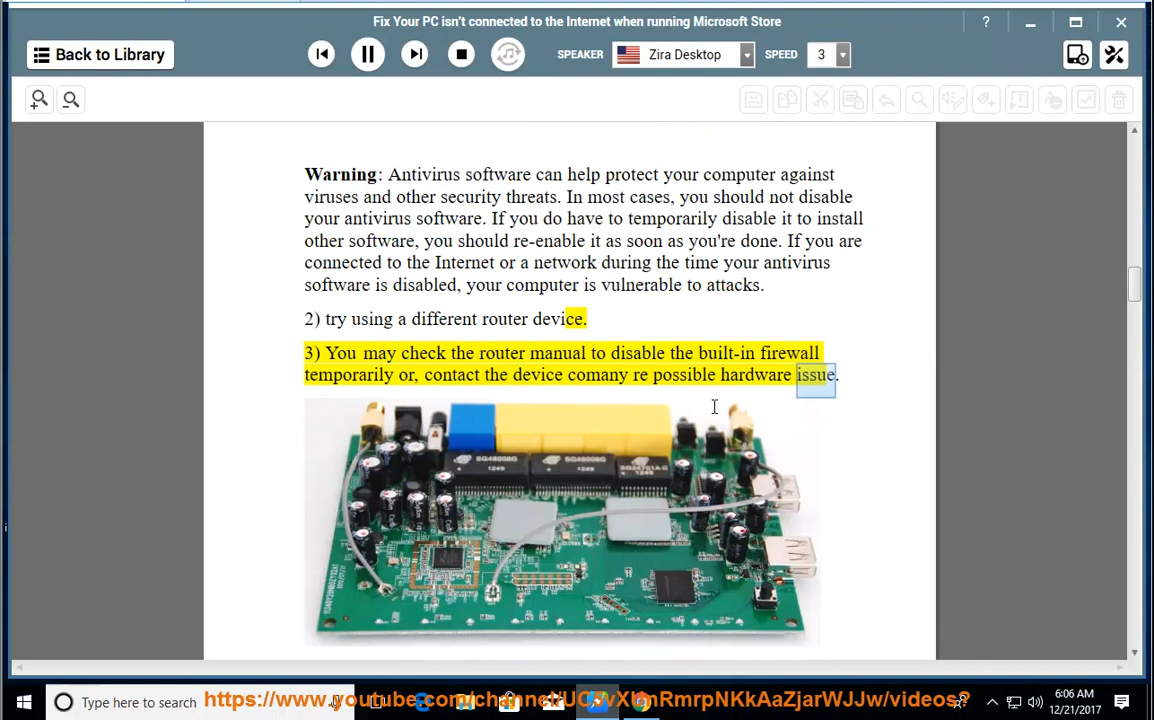 Fix Your PC isn't connected to the Internet when running Microsoft Store
?
Back to Library
SPEAKER
Zira Desktop
SPEED
3
Warning: Antivirus software can help protect your computer against
viruses and other security threats. In most cases, you should not disable
your antivirus software. If you do have to temporarily disable it to install
other software, you should re-enable it as soon as you're done. If you are
connected to the Internet or a network during the time your antivirus
software is disabled, your computer is vulnerable to attacks.
2) try using a different router device.
3) You may check the router manual to disable the built-in firewall
temporarily or, contact the device comany re possible hardware issue.
SG48008G
1249
SG48008G
1249
1249
Type here to search
6:06 AM
12/21/2017